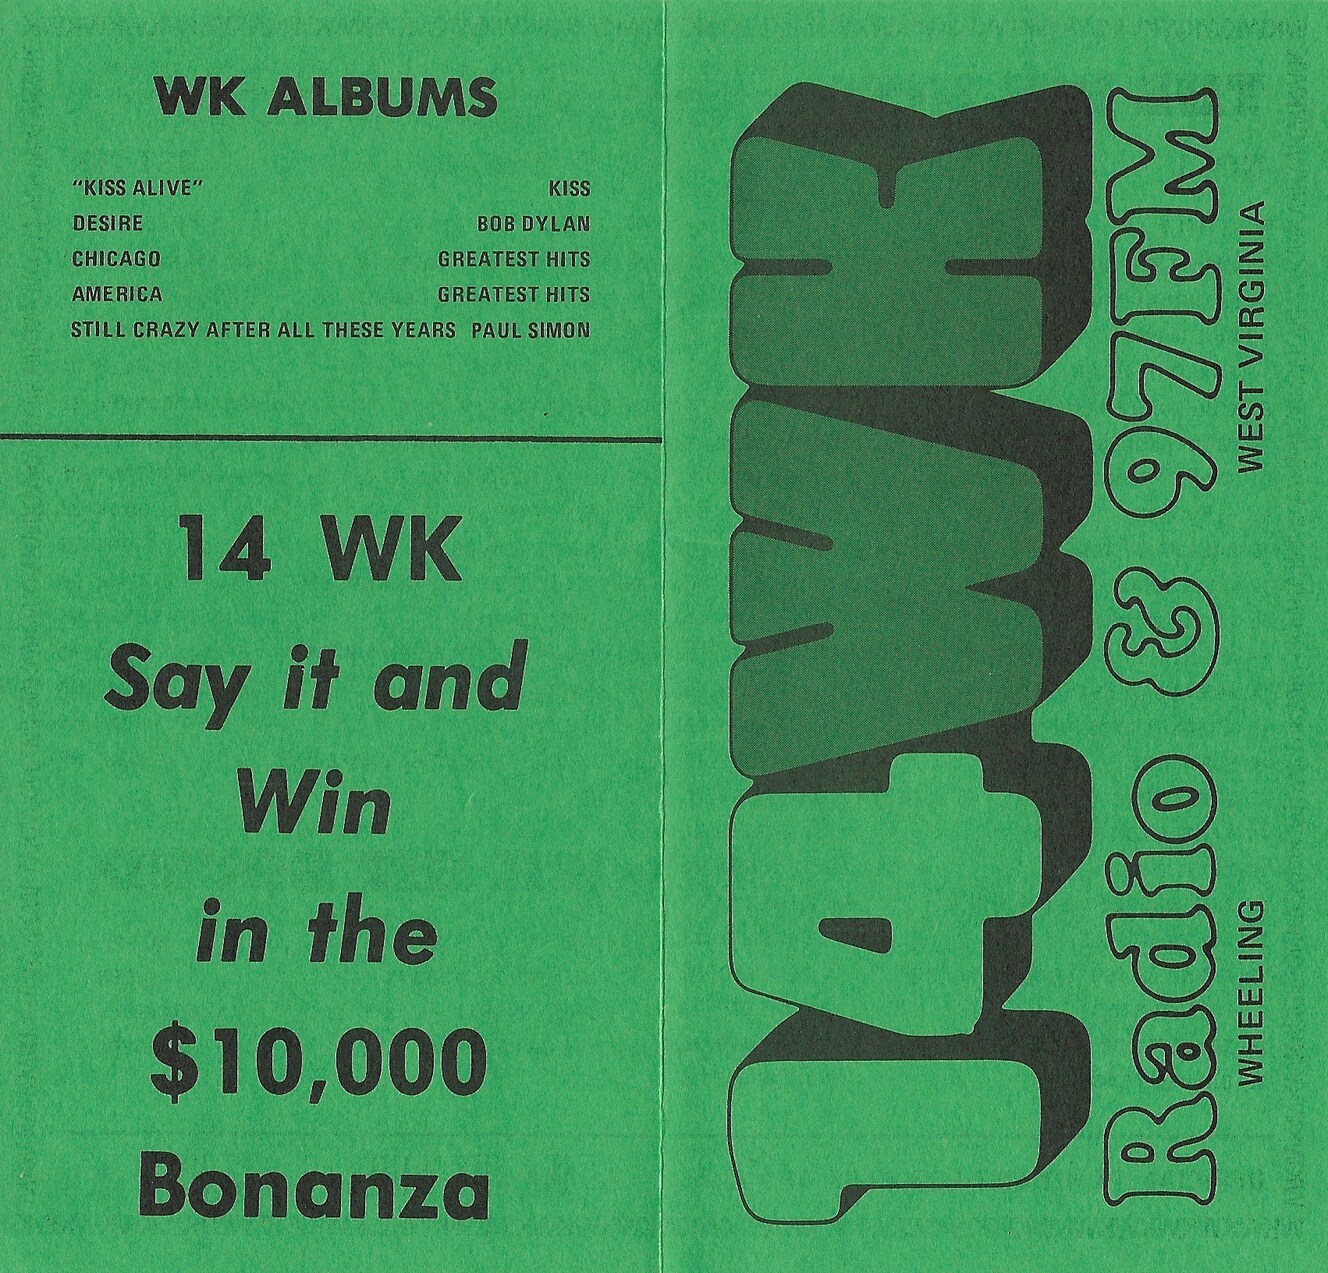 WK ALBUMS
"KISS ALIVE" KISS
DESIRE BOB DYLAN
CHICAGO GREATEST HITS
AMERICA GREATEST HITS
STILL CRAZY AFTER ALL THESE YEARS PAUL SIMON
14 WK
Say it and
Win
in the
$10,000
Bonanza
14WK
Radio & 97FM
WHEELING WEST VIRGINIA